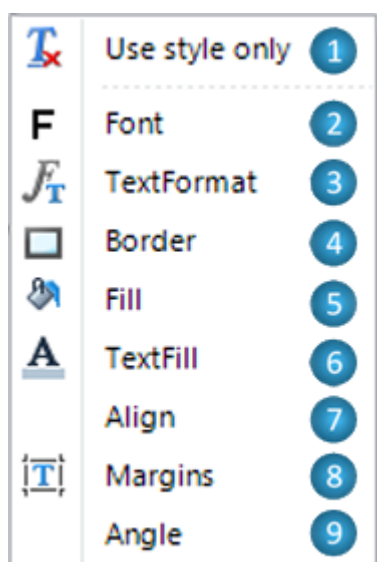 Use style only 1
F Font 2
TextFormat 3
Border 4
Fill 5
A TextFill 6
Align 7
T Margins 8
Angle 9